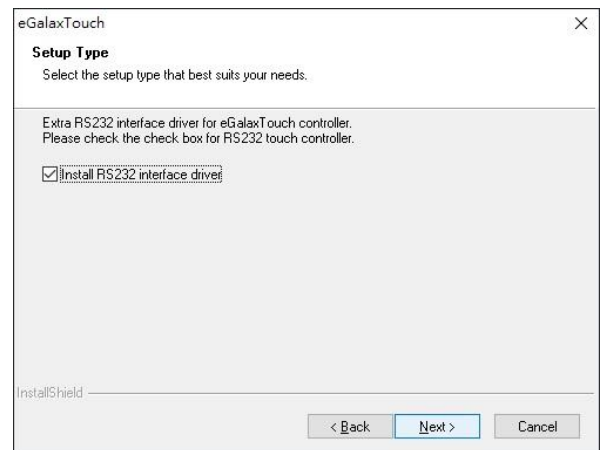 eGalaxTouch
Setup Type
Select the setup type that best suits your needs.
Extra RS232 interface driver for eGalaxTouch controller.
Please check the check box for RS232 touch controller.
Install RS232 interface driver
InstallShield
< Back Next > Cancel